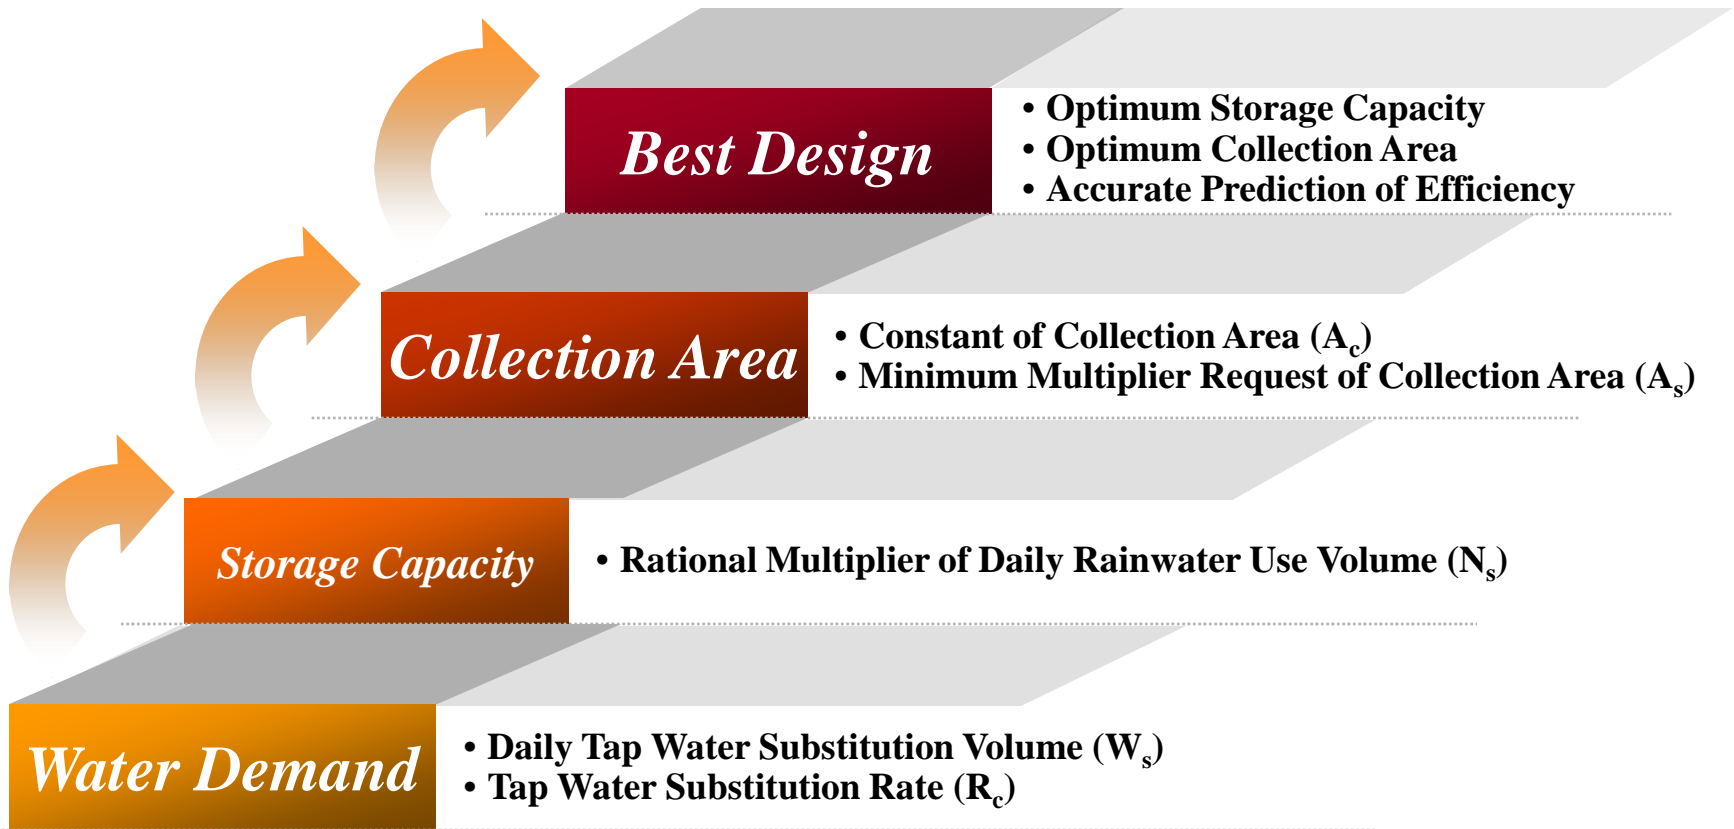 Best Design
• Optimum Storage Capacity
• Optimum Collection Area
• Accurate Prediction of Efficiency
Collection Area
• Constant of Collection Area (Ac)
• Minimum Multiplier Request of Collection Area (As)
Storage Capacity
• Rational Multiplier of Daily Rainwater Use Volume (Ns)
Water Demand
• Daily Tap Water Substitution Volume (Ws)
• Tap Water Substitution Rate (Rc)